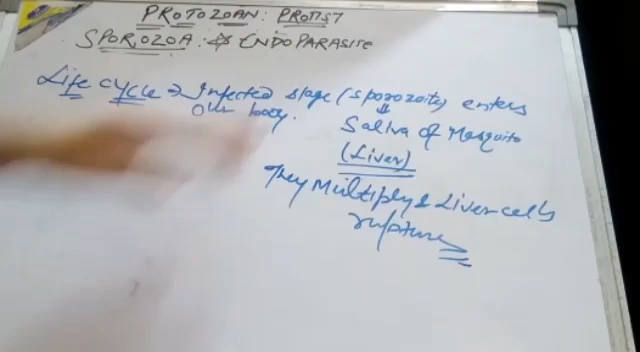 PROTOZOAN: PROTIST
SPOROZOA: ENDOPARASITE
Life cycle → Infected stage (sporozoite) enters
our body.
Saliva of Mosquito
(Liver)
They Multiply & Liver cells
rupture